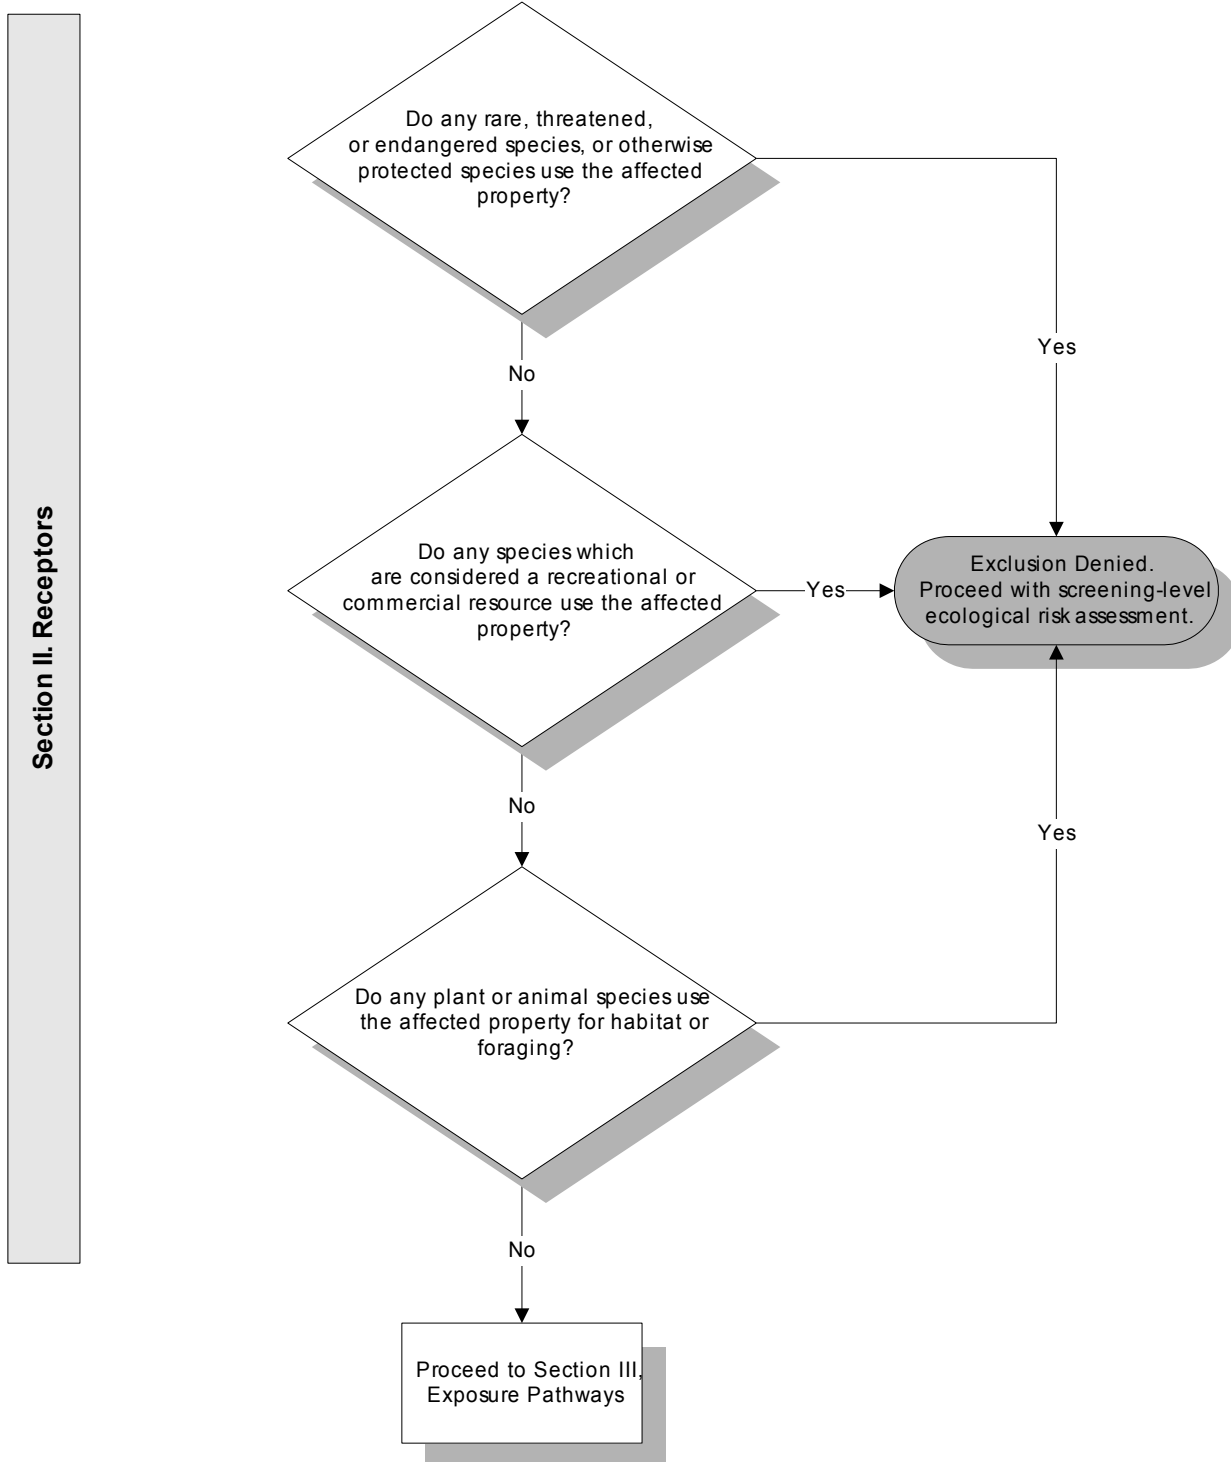 Section II. Receptors
Do any rare, threatened,
or endangered species, or otherwise
protected species use the affected
property?
Yes
No
Do any species which
are considered a recreational or
commercial resource use the affected
property?
Yes
Exclusion Denied.
Proceed with screening-level
ecological risk assessment.
No
Yes
Do any plant or animal species use
the affected property for habitat or
foraging?
No
Proceed to Section III,
Exposure Pathways